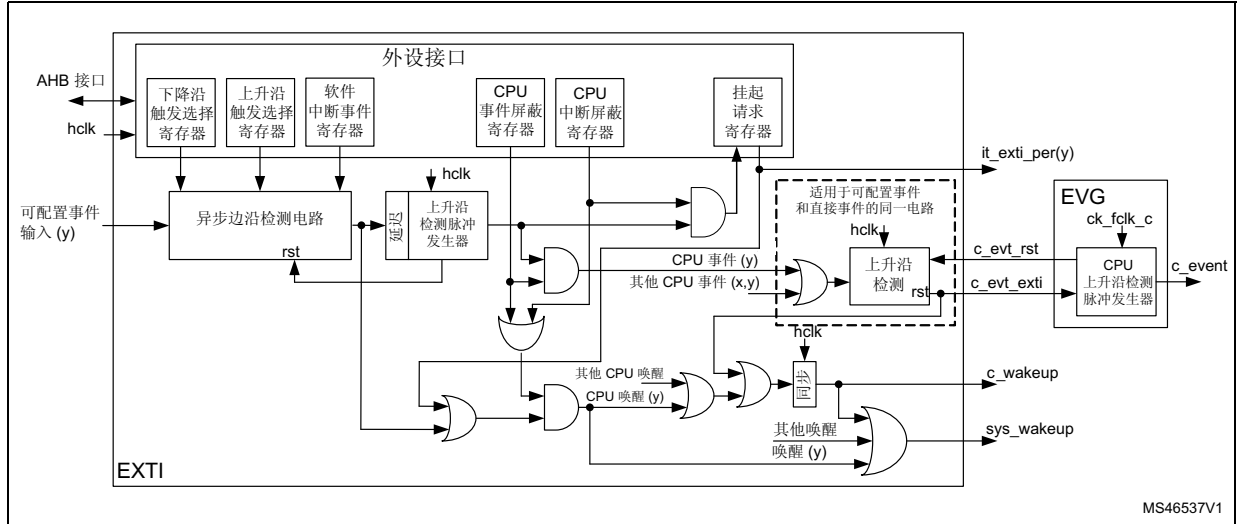 外设接口
AHB 接口
hclk
下降沿
触发选择
寄存器
上升沿
触发选择
寄存器
软件
中断事件
寄存器
CPU
事件屏蔽
寄存器
CPU
中断屏蔽
寄存器
挂起
请求
寄存器
it_exti_per(y)
可配置事件
输入 (y)
异步边沿检测电路
rst
hclk
延迟
上升沿
检测脉冲
发生器
适用于可配置事件
和直接事件的同一电路
hclk
上升沿
检测
rst
CPU 事件 (y)
其他 CPU 事件 (x,y)
c_evt_rst
c_evt_exti
EVG
ck_fclk_c
CPU
上升沿检测
脉冲发生器
c_event
其他 CPU 唤醒
CPU 唤醒 (y)
hclk
同步
c_wakeup
其他唤醒
唤醒 (y)
sys_wakeup
EXTI
MS46537V1